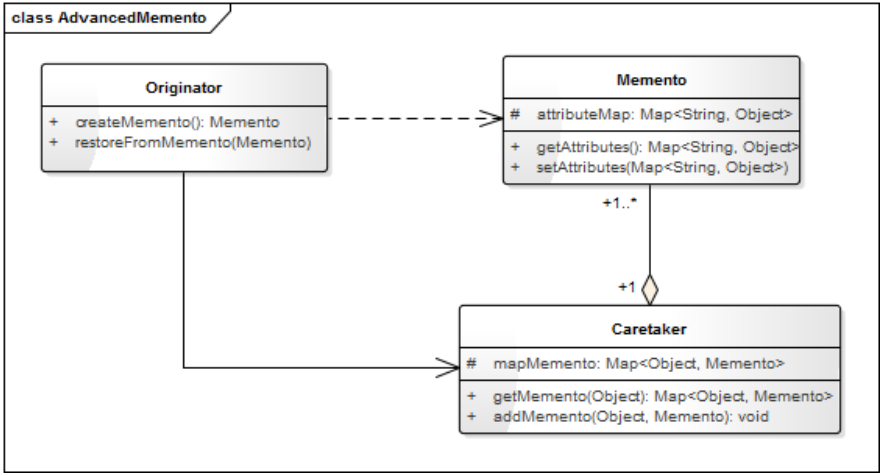 class AdvancedMemento
Originator
+ createMemento(): Memento
+ restoreFromMemento(Memento)
Memento
# attributeMap: Map<String, Object>
+ getAttributes(): Map<String, Object>
+ setAttributes(Map<String, Object>)
+1..*
+1
Caretaker
# mapMemento: Map<Object, Memento>
+ getMemento(Object): Map<Object, Memento>
+ addMemento(Object, Memento): void